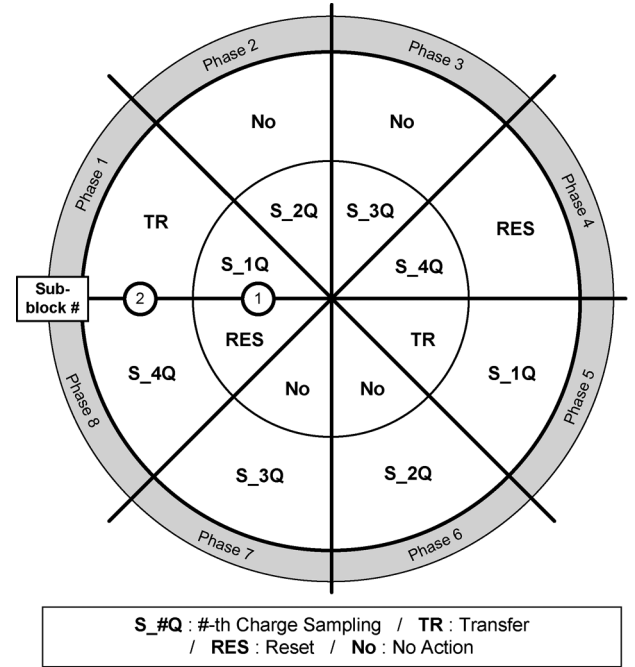 Phase 2
Phase 3
No
No
Phase 1
Phase 4
S_2Q
S_3Q
TR
RES
S_1Q
S_4Q
Sub-
block #
2
1
RES
TR
S_4Q
S_1Q
No
No
Phase 8
Phase 5
S_3Q
S_2Q
Phase 7
Phase 6
S_#Q : #-th Charge Sampling / TR : Transfer
/ RES : Reset / No : No Action